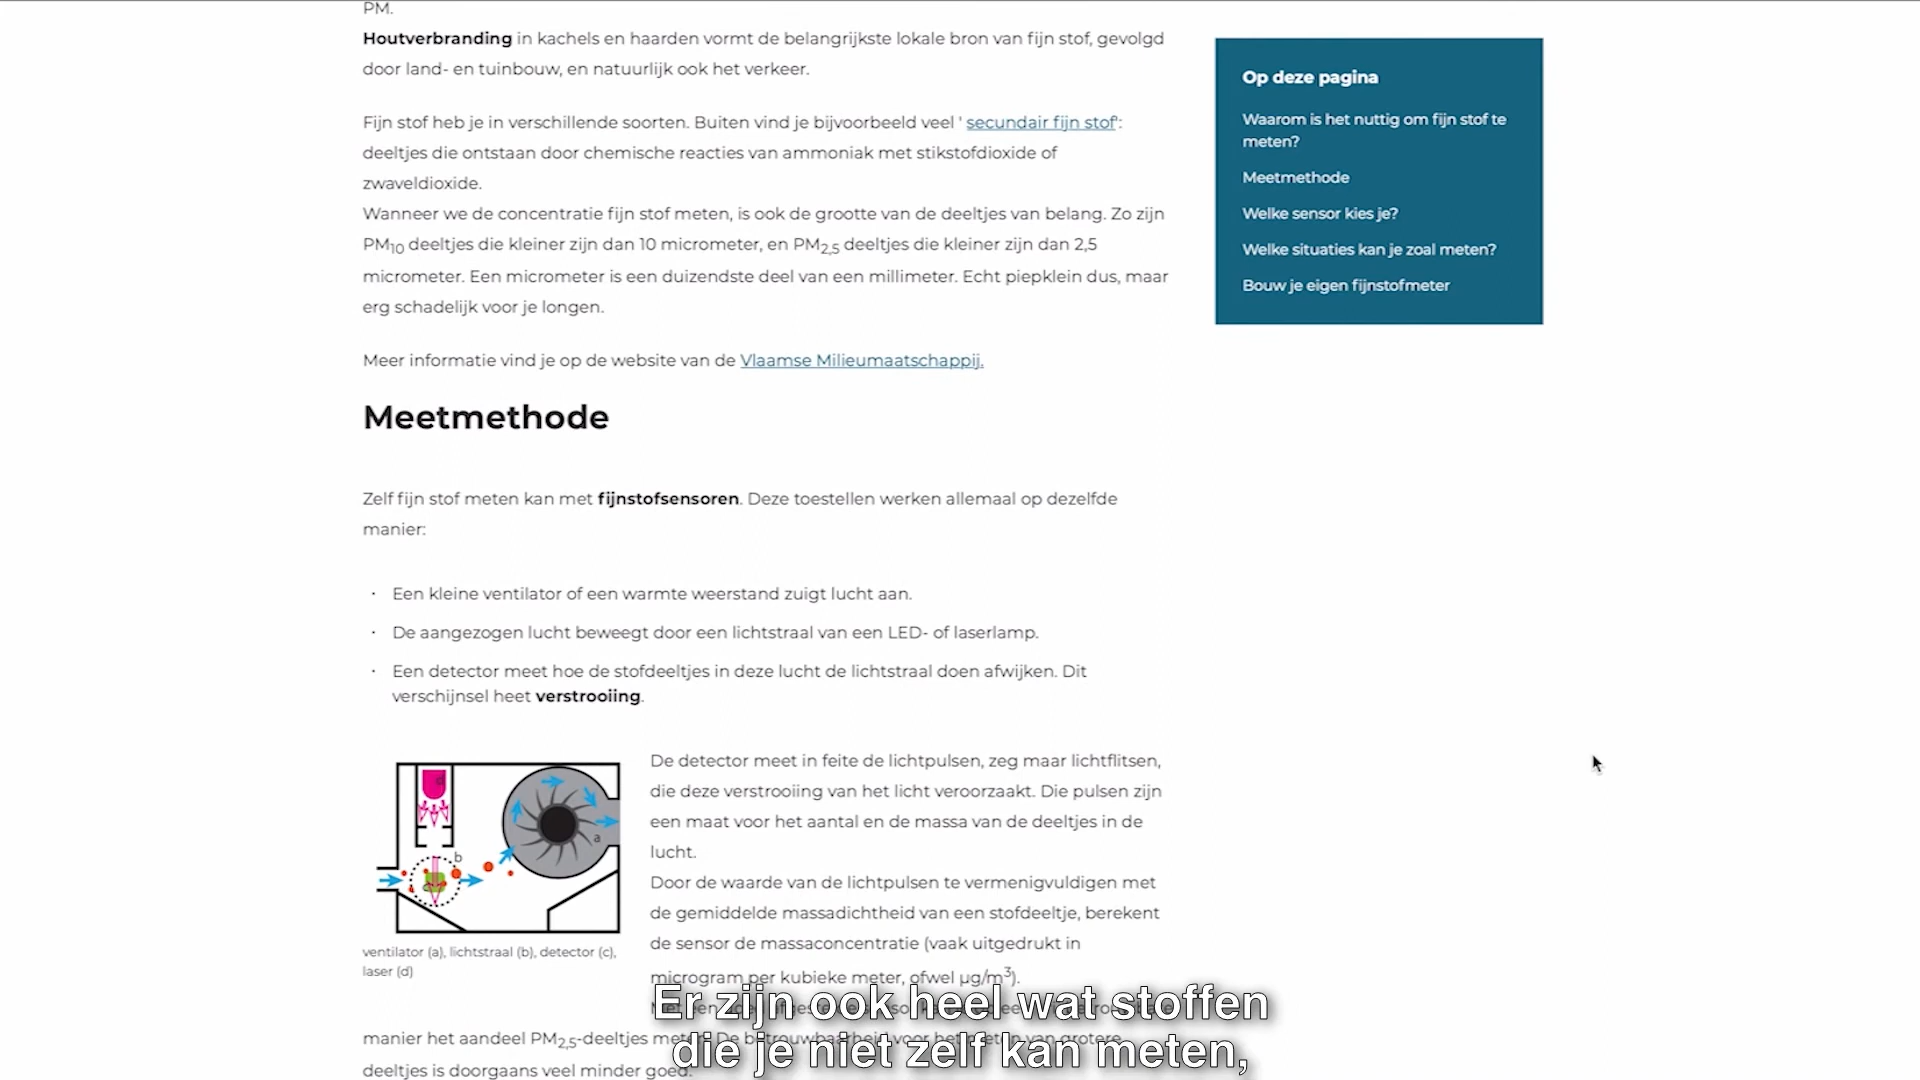 PM.
Houtverbranding in kachels en haarden vormt de belangrijkste lokale bron van fijn stof, gevolgd
door land- en tuinbouw, en natuurlijk ook het verkeer.
Fijn stof heb je in verschillende soorten. Buiten vind je bijvoorbeeld veel ' secundair fijn stof':
deeltjes die ontstaan door chemische reacties van ammoniak met stikstofdioxide of
zwaveldioxide.
Wanneer we de concentratie fijn stof meten, is ook de grootte van de deeltjes van belang. Zo zijn
PM10 deeltjes die kleiner zijn dan 10 micrometer, en PM2,5 deeltjes die kleiner zijn dan 2,5
micrometer. Een micrometer is een duizendste deel van een millimeter. Echt piepklein dus, maar
erg schadelijk voor je longen.
Meer informatie vind je op de website van de Vlaamse Milieumaatschappij.
Meetmethode
Zelf fijn stof meten kan met fijnstofsensoren. Deze toestellen werken allemaal op dezelfde
manier:
· Een kleine ventilator of een warmte weerstand zuigt lucht aan.
· De aangezogen lucht beweegt door een lichtstraal van een LED- of laserlamp.
· Een detector meet hoe de stofdeeltjes in deze lucht de lichtstraal doen afwijken. Dit
verschijnsel heet verstrooiing.
d
a
b
c
ventilator (a), lichtstraal (b), detector (c),
laser (d)
De detector meet in feite de lichtpulsen, zeg maar lichtflitsen,
die deze verstrooiing van het licht veroorzaakt. Die pulsen zijn
een maat voor het aantal en de massa van de deeltjes in de
lucht.
Door de waarde van de lichtpulsen te vermenigvuldigen met
de gemiddelde massadichtheid van een stofdeeltje, berekent
de sensor de massaconcentratie (vaak uitgedrukt in
microgram per kubieke meter, ofwel µg/m3).
manier het aandeel PM2,5-deeltjes meten. De betrouwbaarheid voor het meten van grotere
deeltjes is doorgaans veel minder goed.
Op deze pagina
Waarom is het nuttig om fijn stof te
meten?
Meetmethode
Welke sensor kies je?
Welke situaties kan je zoal meten?
Bouw je eigen fijnstofmeter
Er zijn ook heel wat stoffen
die je niet zelf kan meten,